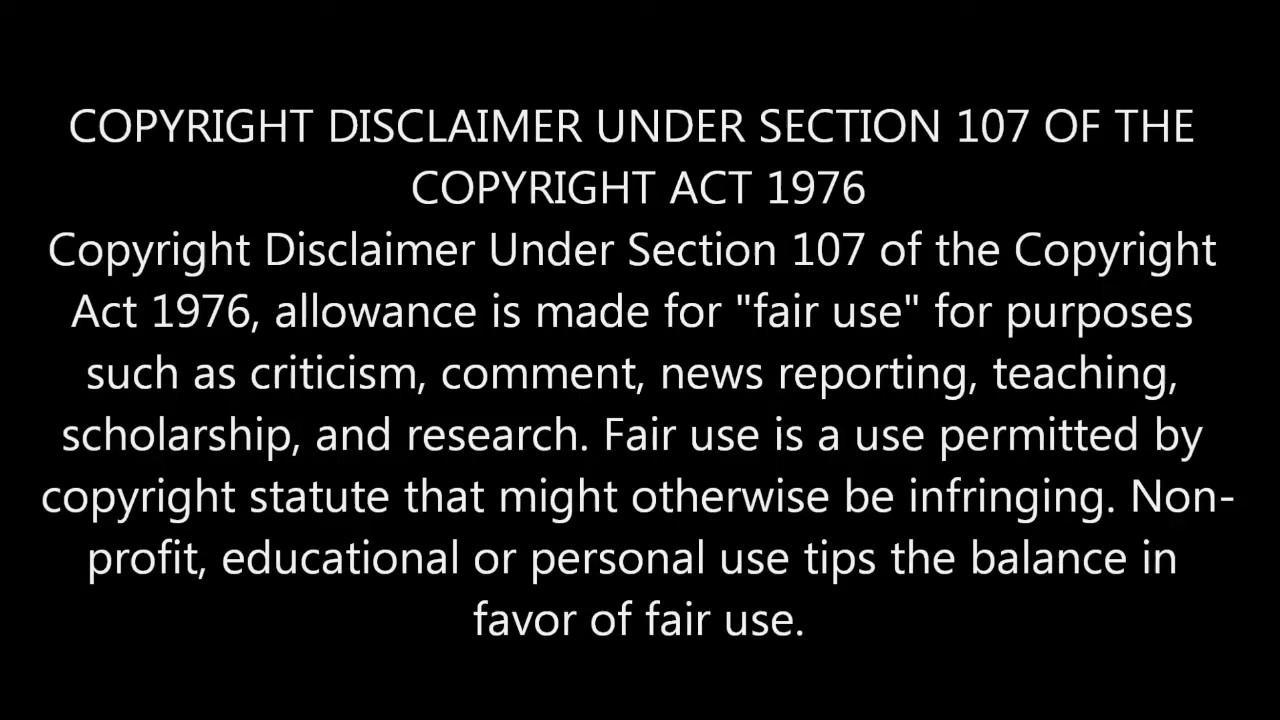 COPYRIGHT DISCLAIMER UNDER SECTION 107 OF THE
COPYRIGHT ACT 1976
Copyright Disclaimer Under Section 107 of the Copyright
Act 1976, allowance is made for "fair use" for purposes
such as criticism, comment, news reporting, teaching,
scholarship, and research. Fair use is a use permitted by
copyright statute that might otherwise be infringing. Non-
profit, educational or personal use tips the balance in
favor of fair use.